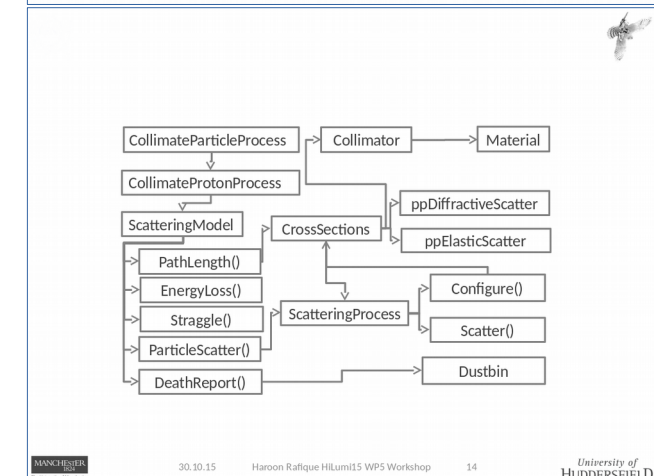 CollimateParticleProcess
Collimator
Material
CollimateProtonProcess
ppDiffractiveScatter
ScatteringModel
CrossSections
ppElasticScatter
PathLength()
EnergyLoss()
Configure()
Straggle()
ScatteringProcess
Scatter()
ParticleScatter()
DeathReport()
Dustbin
MANCHESTER
1824
30.10.15 Haroon Rafique HiLumi15 WP5 Workshop 14
University of
HUDDERSFIELD